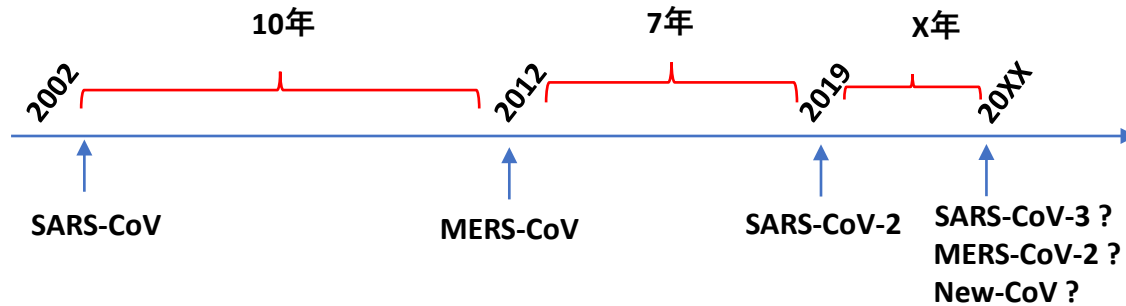 10年
7年
X年
2002
2012
2019
20XX
SARS-CoV
MERS-CoV
SARS-CoV-2
SARS-CoV-3 ?
MERS-CoV-2 ?
New-CoV ?